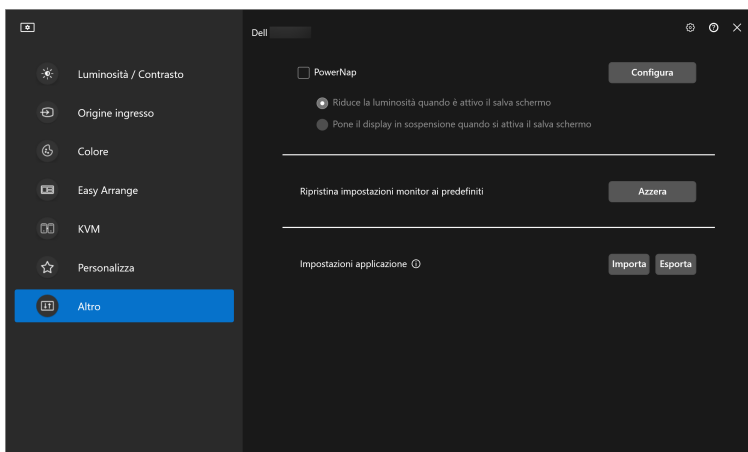 Dell
Luminosità / Contrasto
Origine ingresso
Colore
Easy Arrange
KVM
Personalizza
Altro
PowerNap
Configura
Riduce la luminosità quando è attivo il salva schermo
Pone il display in sospensione quando si attiva il salva schermo
Ripristina impostazioni monitor ai predefiniti
Azzera
Impostazioni applicazione
Importa
Esporta